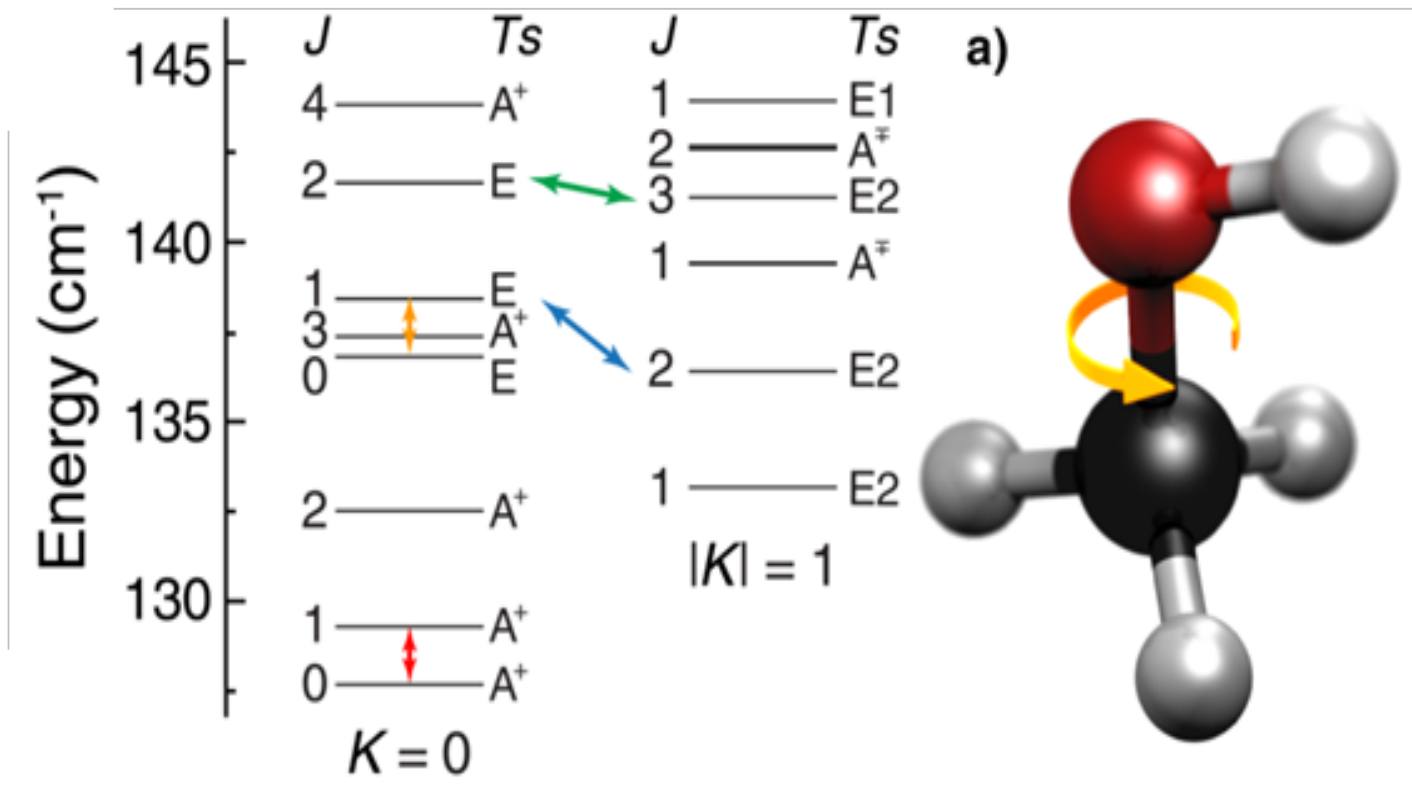 J Ts J Ts a)
145
4 A⁺ 1 E1
2 A∓
2 E 3 E2
140
1 A∓
1 E
3 A⁺
0 E 2 E2
135
1 E2
2 A⁺
|K| = 1
130
1 A⁺
0 A⁺
K = 0
Energy (cm⁻¹)